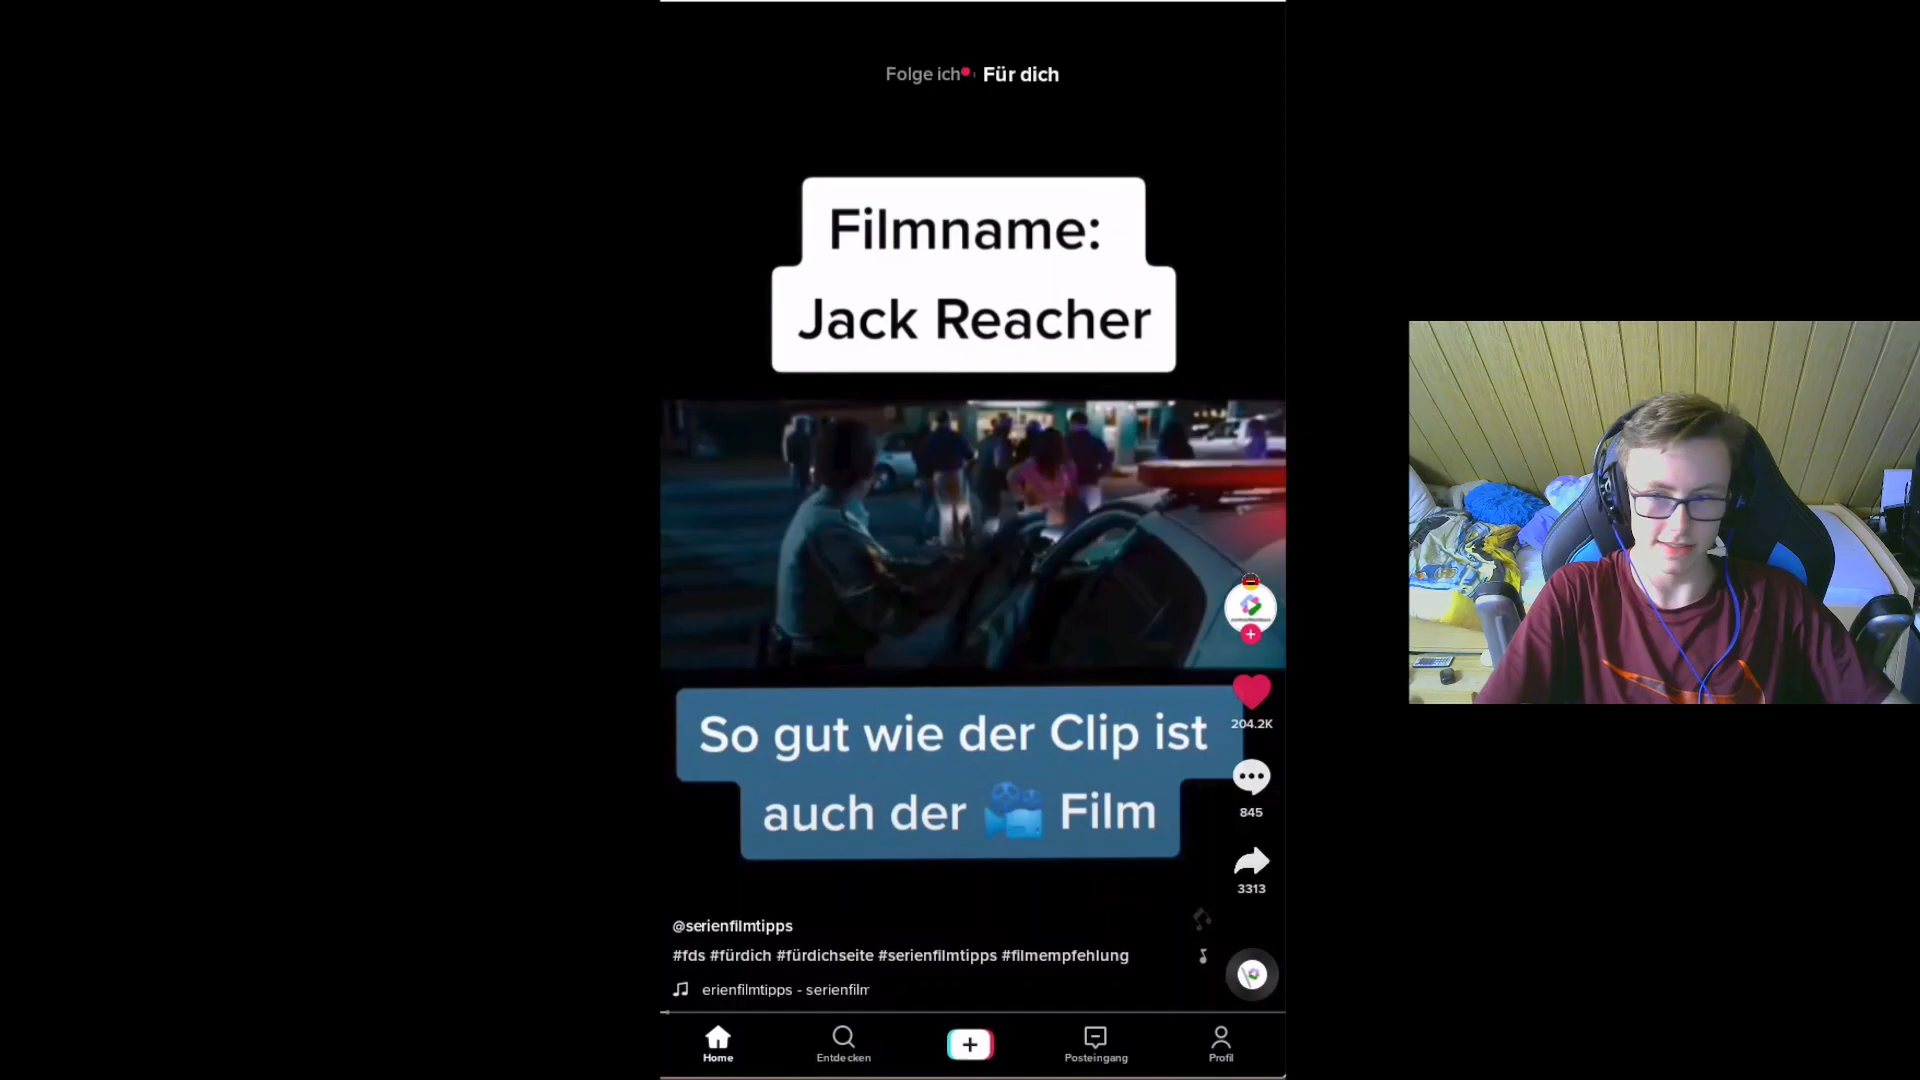 Folge ich Für dich
Filmname:
Jack Reacher
So gut wie der Clip ist
auch der Film
204.2K
845
3313
@serienfilmtipps
#fds #fürdich #fürdichseite #serienfilmtipps #filmempfehlung
erienfilmtipps - serienfilm
Home Entdecken Posteingang Profil